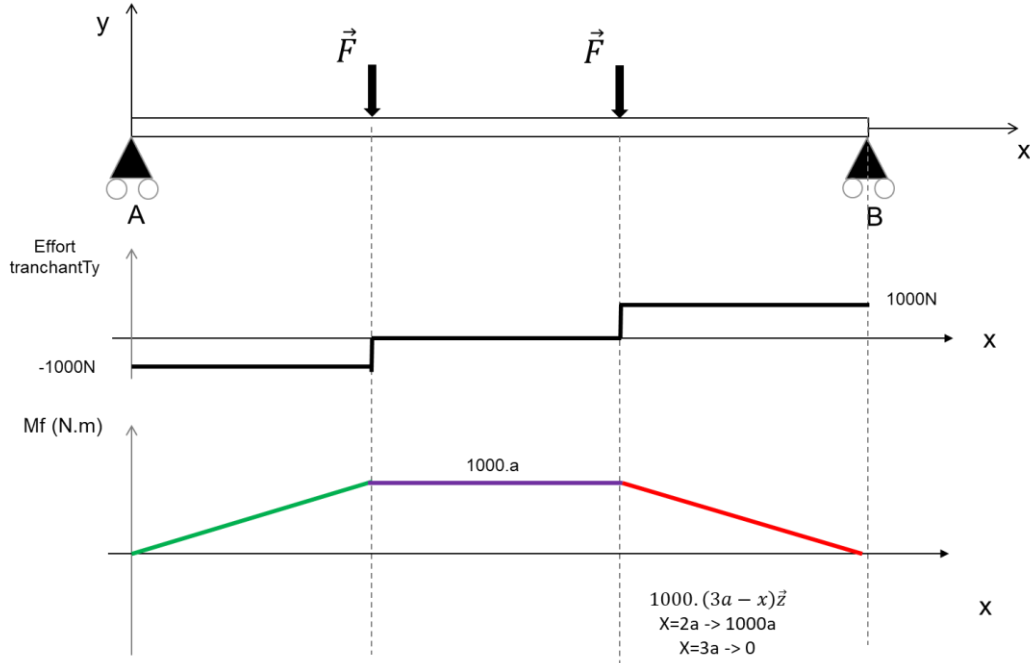 y
F⃗
F⃗
x
A
B
Effort
tranchantTy
1000N
x
-1000N
Mf (N.m)
1000.a
1000.(3a − x)z⃗
x
X=2a -> 1000a
X=3a -> 0